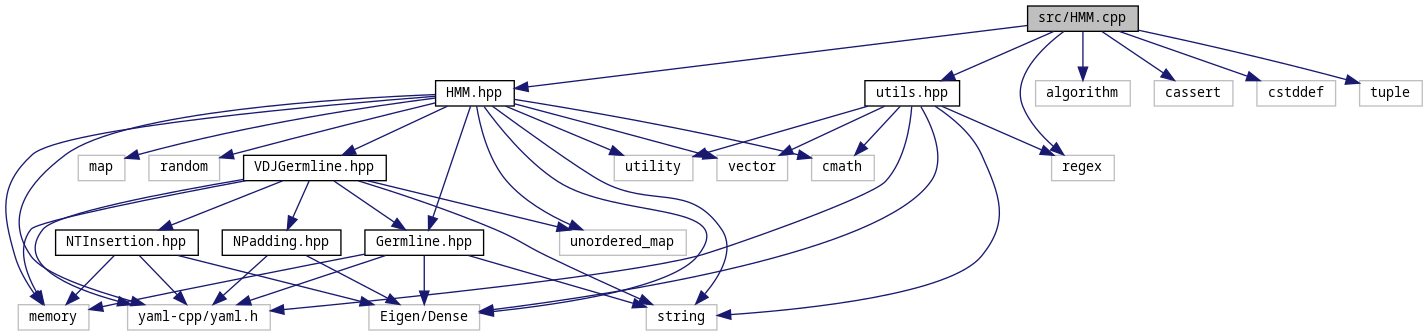 src/HMM.cpp
HMM.hpp
utils.hpp
algorithm
cassert
cstddef
tuple
map
random
VDJGermline.hpp
utility
vector
cmath
regex
NTInsertion.hpp
NPadding.hpp
Germline.hpp
unordered_map
memory
yaml-cpp/yaml.h
Eigen/Dense
string